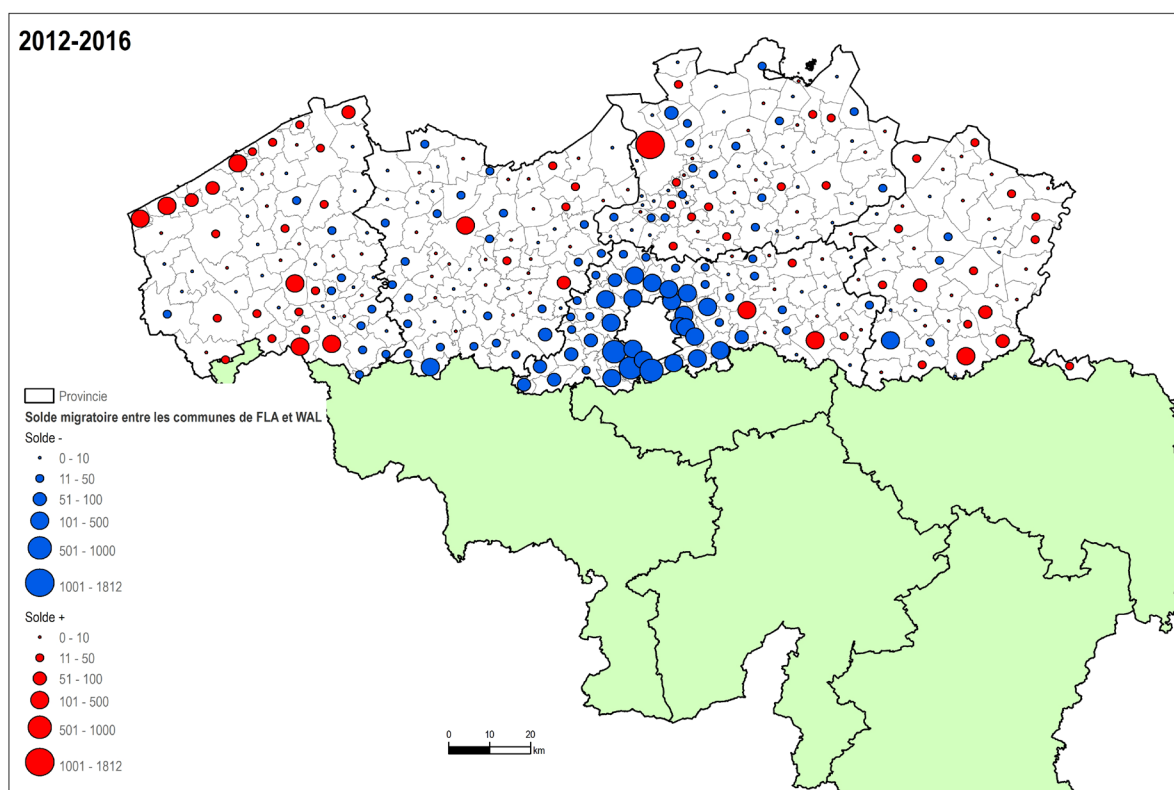 2012-2016
Provincie
Solde migratoire entre les communes de FLA et WAL
Solde -
0 - 10
11 - 50
51 - 100
101 - 500
501 - 1000
1001 - 1812
Solde +
0 - 10
11 - 50
51 - 100
101 - 500
501 - 1000
1001 - 1812
0 10 20
km